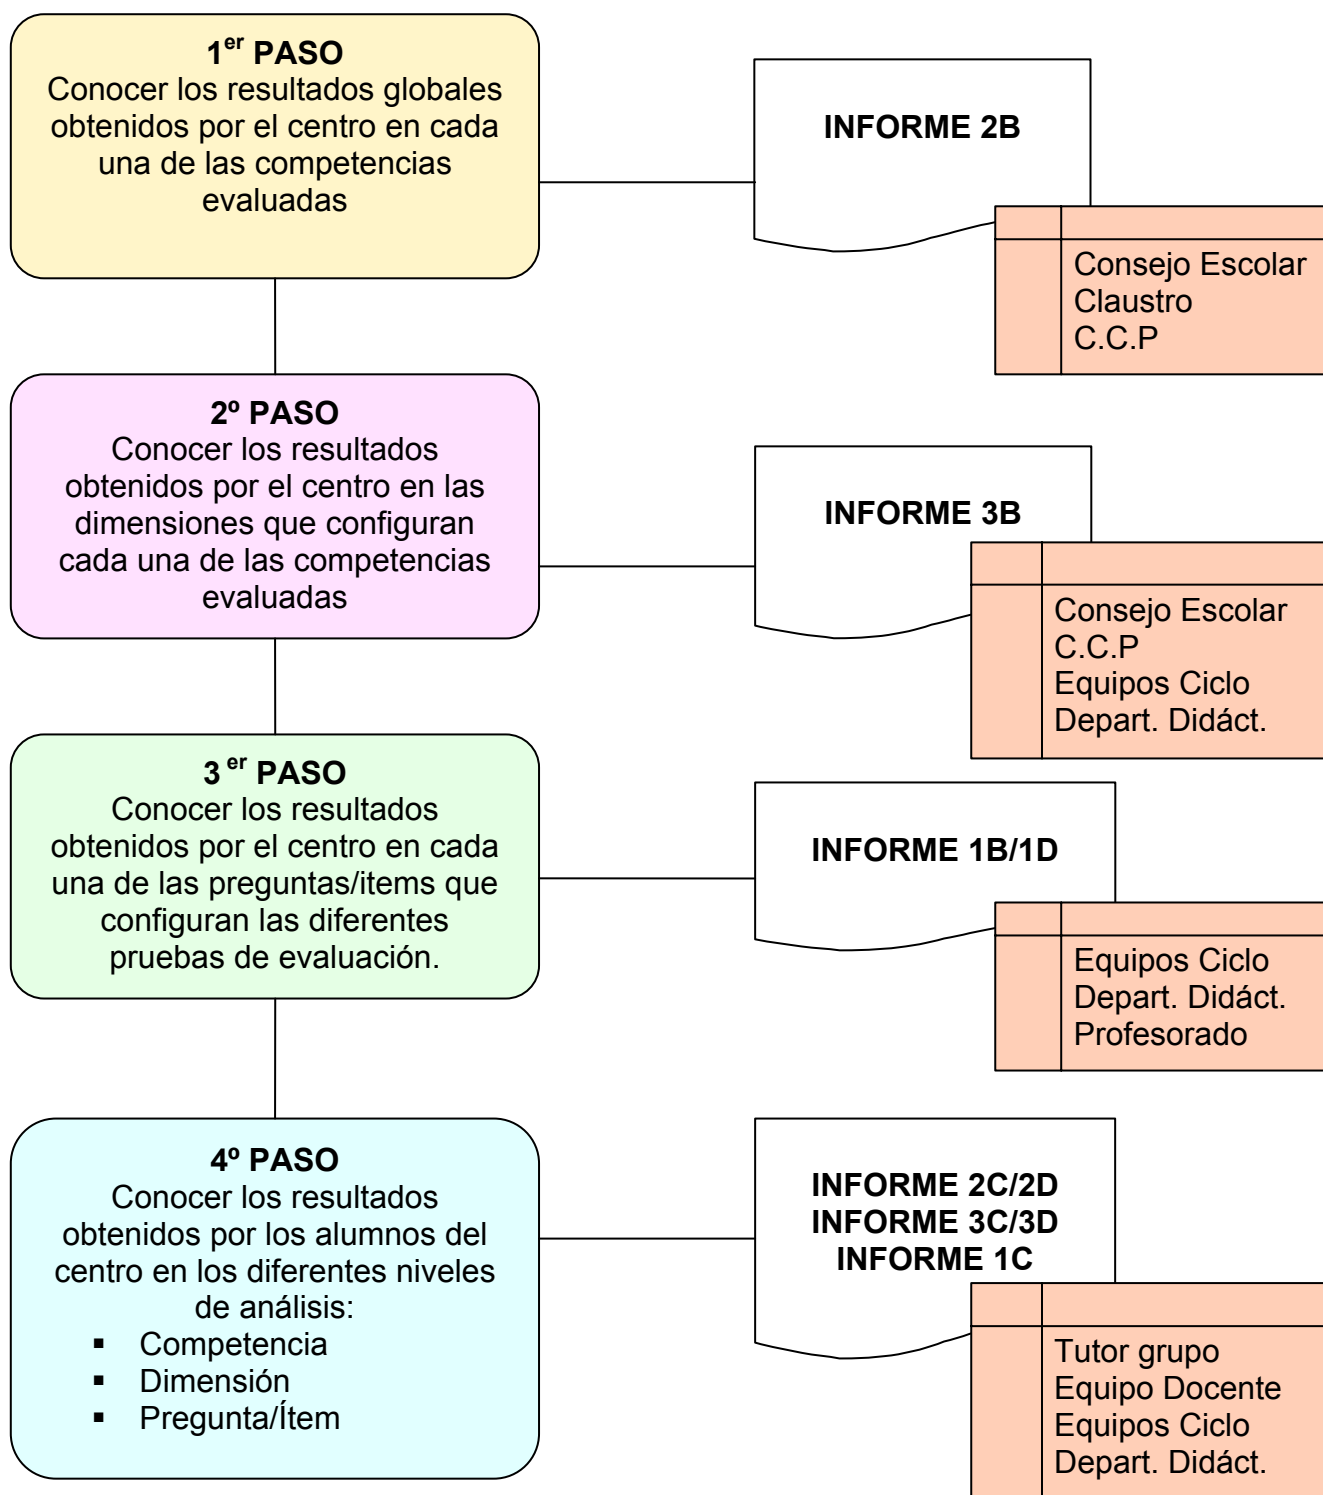 1er PASO
Conocer los resultados globales
obtenidos por el centro en cada
una de las competencias
evaluadas
INFORME 2B
Consejo Escolar
Claustro
C.C.P
2º PASO
Conocer los resultados
obtenidos por el centro en las
dimensiones que configuran
cada una de las competencias
evaluadas
INFORME 3B
Consejo Escolar
C.C.P
Equipos Ciclo
Depart. Didáct.
3 er PASO
Conocer los resultados
obtenidos por el centro en cada
una de las preguntas/items que
configuran las diferentes
pruebas de evaluación.
INFORME 1B/1D
Equipos Ciclo
Depart. Didáct.
Profesorado
4º PASO
Conocer los resultados
obtenidos por los alumnos del
centro en los diferentes niveles
de análisis:
▪ Competencia
▪ Dimensión
▪ Pregunta/Ítem
INFORME 2C/2D
INFORME 3C/3D
INFORME 1C
Tutor grupo
Equipo Docente
Equipos Ciclo
Depart. Didáct.